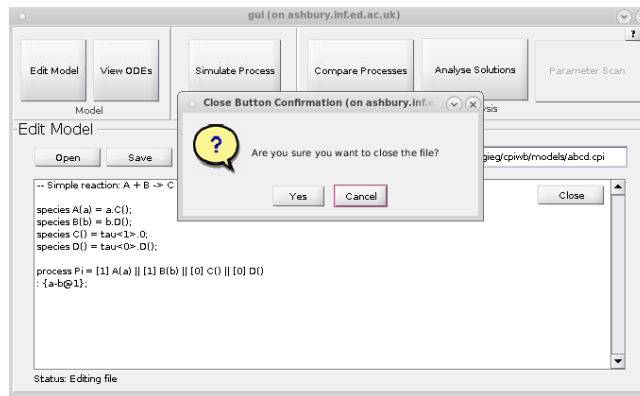 gui (on ashbury.inf.ed.ac.uk)
?
Edit Model
View ODEs
Simulate Process
Compare Processes
Analyse Solutions
Parameter Scan
Model
Close Button Confirmation (on ashbury.inf.e
Are you sure you want to close the file?
Yes
Cancel
Edit Model
Open
Save
gieg/cpiwb/models/abcd.cpi
Close
-- Simple reaction: A + B -> C
species A(a) = a.C();
species B(b) = b.D();
species C() = tau<1>.0;
species D() = tau<0>.D();
process Pi = [1] A(a) || [1] B(b) || [0] C() || [0] D()
: {a-b@1};
Status: Editing file